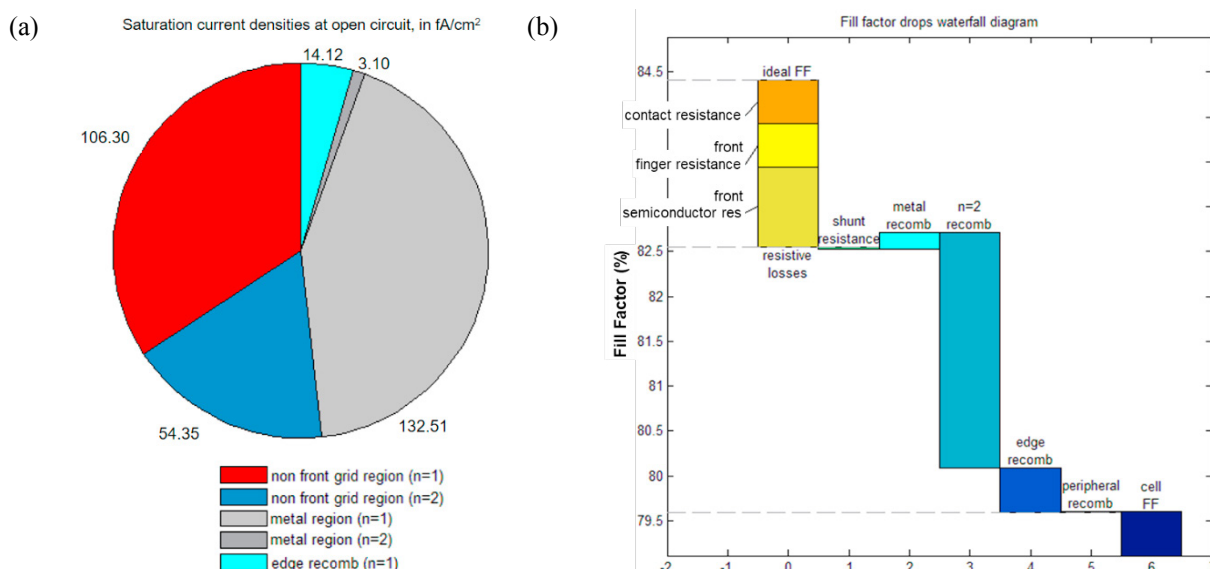 (a)
Saturation current densities at open circuit, in fA/cm²
14.12
3.10
106.30
54.35
132.51
non front grid region (n=1)
non front grid region (n=2)
metal region (n=1)
metal region (n=2)
edge recomb (n=1)
(b)
Fill factor drops waterfall diagram
Fill Factor (%)
84.5
82.5
82
81.5
81
80.5
80
79.5
ideal FF
contact resistance
front
finger resistance
front
semiconductor res
resistive
losses
shunt
resistance
metal
recomb
n=2
recomb
edge
recomb
peripheral
recomb
cell
FF
-2
-1
0
1
2
3
4
5
6